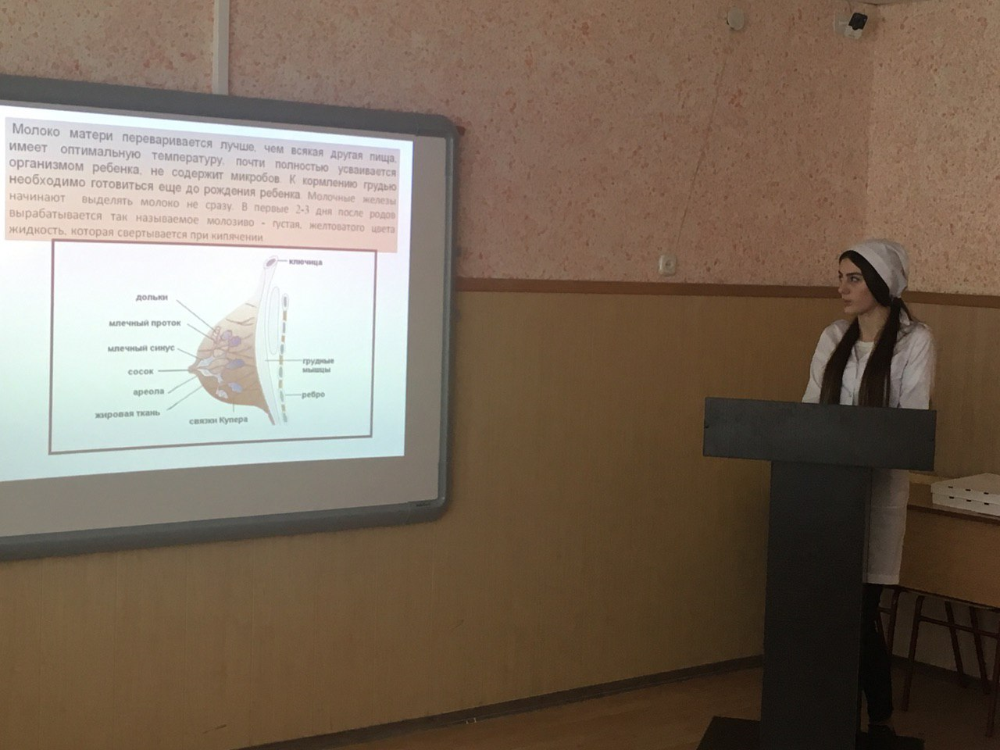 Молоко матери переваривается лучше, чем всякая другая пища,
имеет оптимальную температуру, почти полностью усваивается
организмом ребенка, не содержит микробов. К кормлению грудью
необходимо готовиться еще до рождения ребенка. Молочные железы
начинают выделять молоко не сразу. В первые 2-3 дня после родов
вырабатывается так называемое молозиво - густая, желтоватого цвета
жидкость, которая свертывается при кипячении.
ключица
дольки
млечный проток
млечный синус
сосок
ареола
жировая ткань
связки Купера
грудные
мышцы
ребро